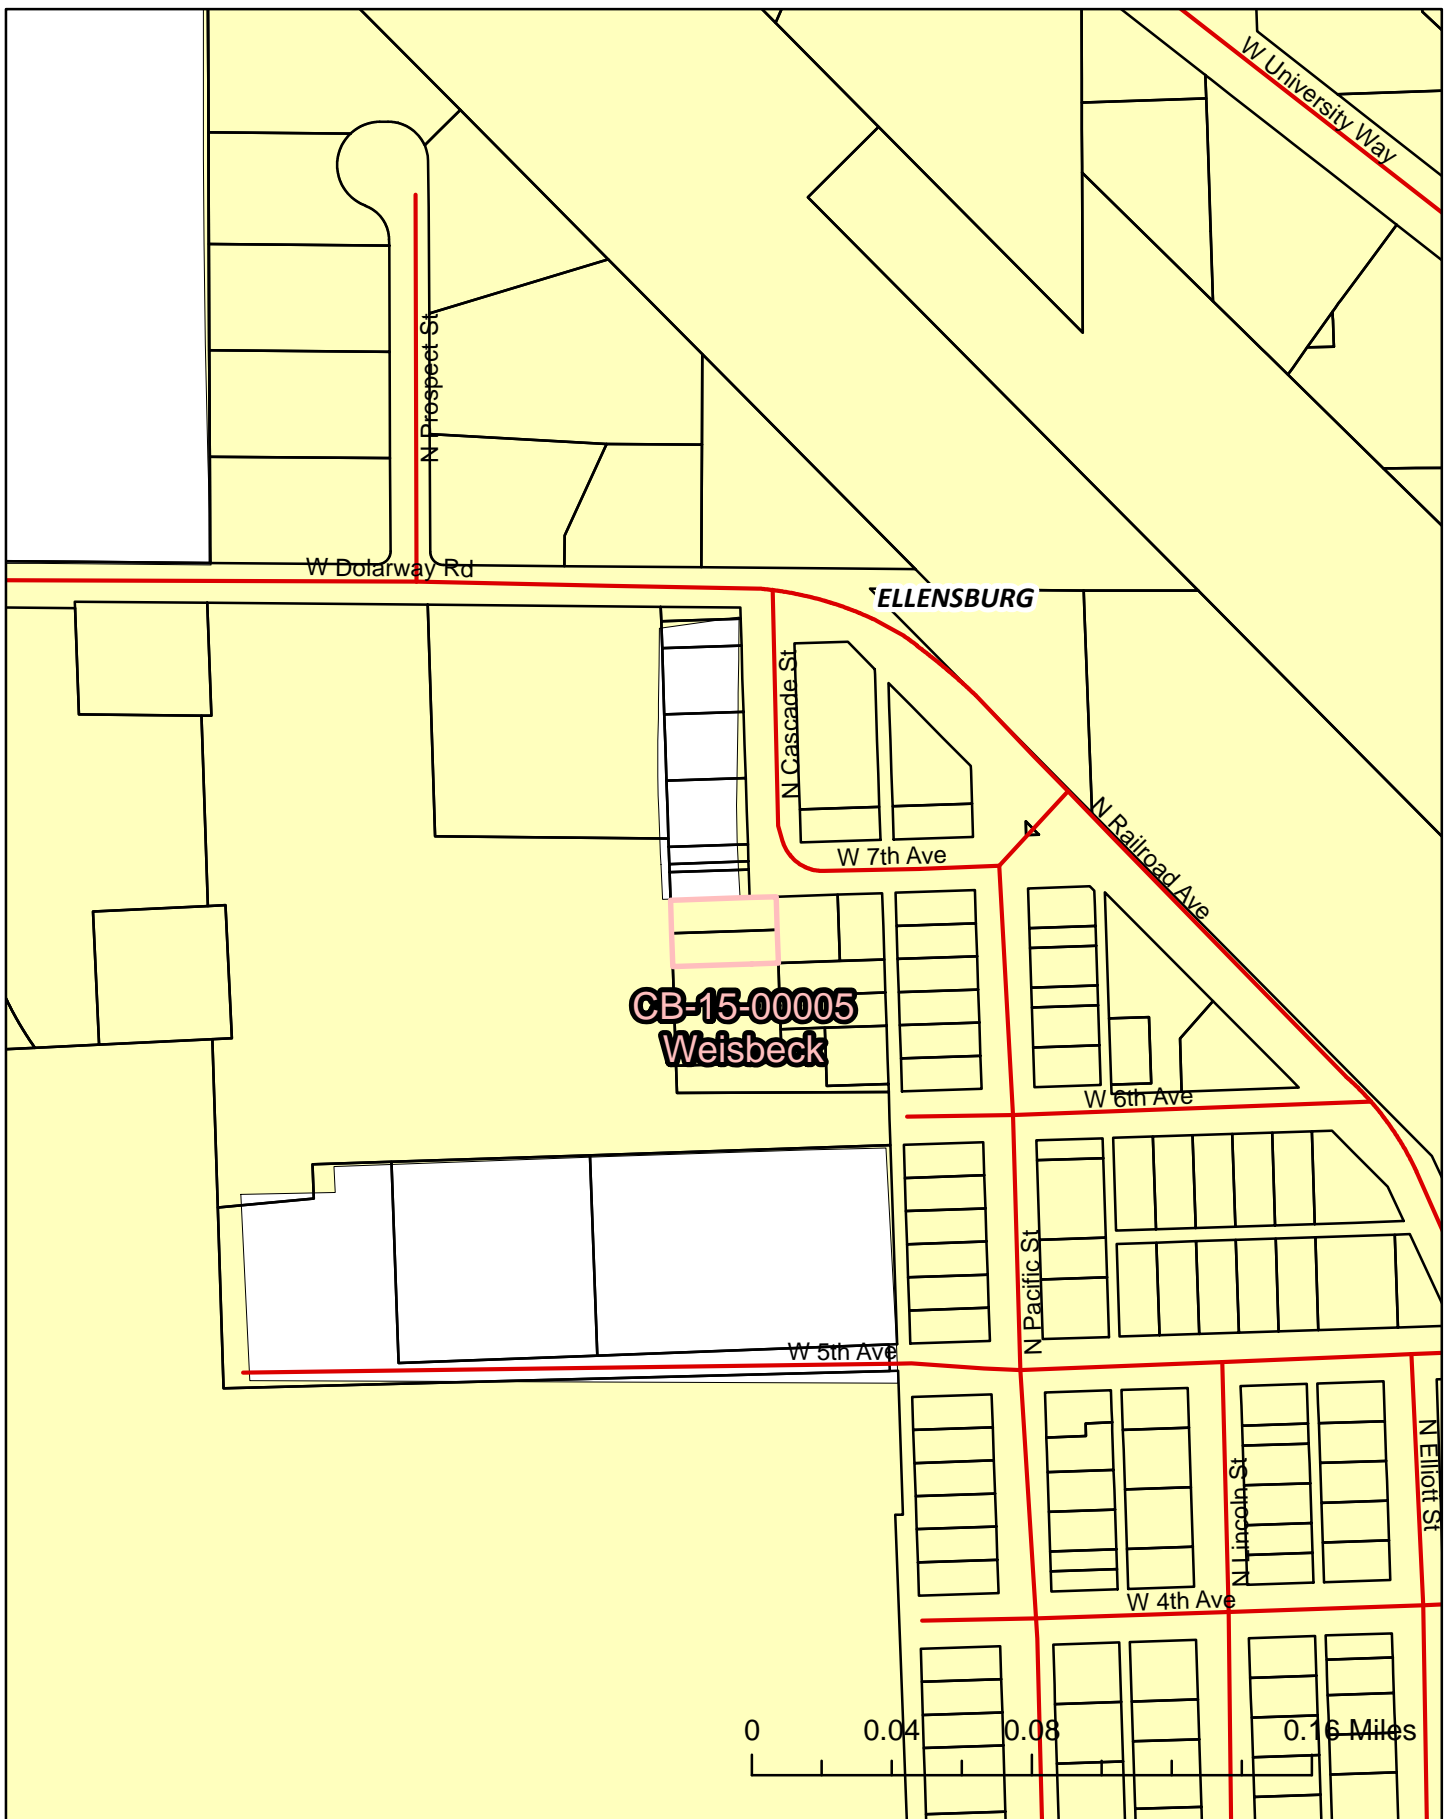 W University Way
N Prospect St
W Dolarway Rd
ELLENSBURG
N Cascade St
N Railroad Ave
W 7th Ave
CB-15-00005
Weisbeck
W 6th Ave
N Pacific St
W 5th Ave
N Elliott St
N Lincoln St
W 4th Ave
0 0.04 0.08 0.16 Miles